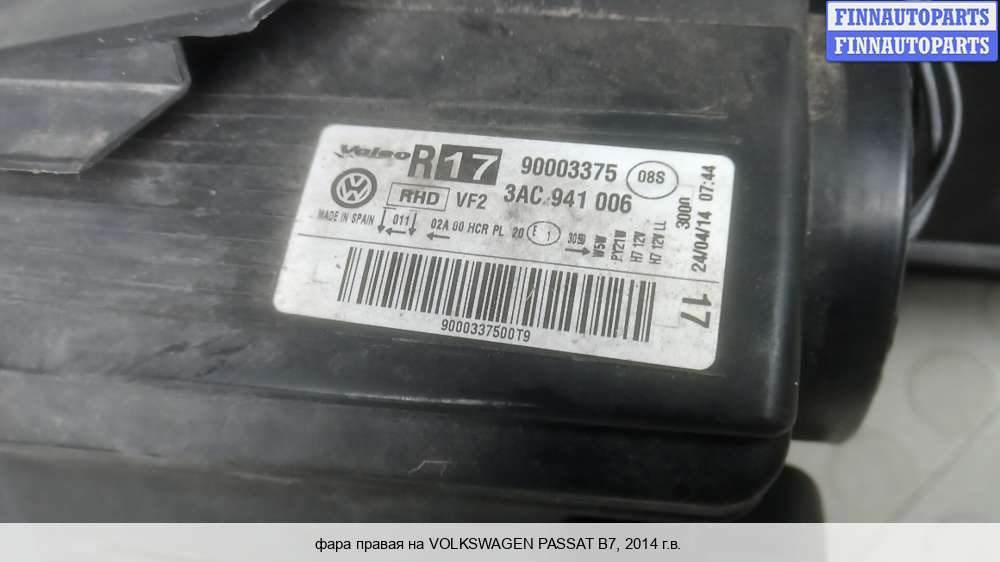 FINNAUTOPARTS
FINNAUTOPARTS
Valeo R 17 90003375 08S
RHD VF2 3AC 941 006
MADE IN SPAIN 011 02A 00 HCR PL 20 E1 3050
W5W
PY21W
H7 12V
H7 12V LL
3000
24/04/14 07:44
17
9000337500T9
фара правая на VOLKSWAGEN PASSAT B7, 2014 г.в.